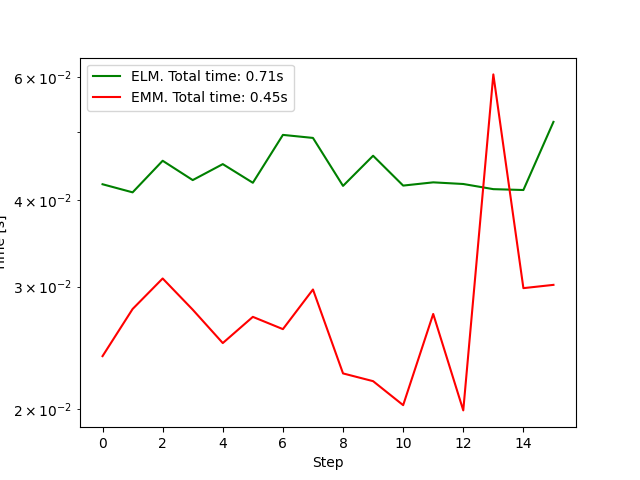 ELM. Total time: 0.71s
EMM. Total time: 0.45s
6 × 10⁻²
4 × 10⁻²
3 × 10⁻²
2 × 10⁻²
Time [s]
0 2 4 6 8 10 12 14
Step